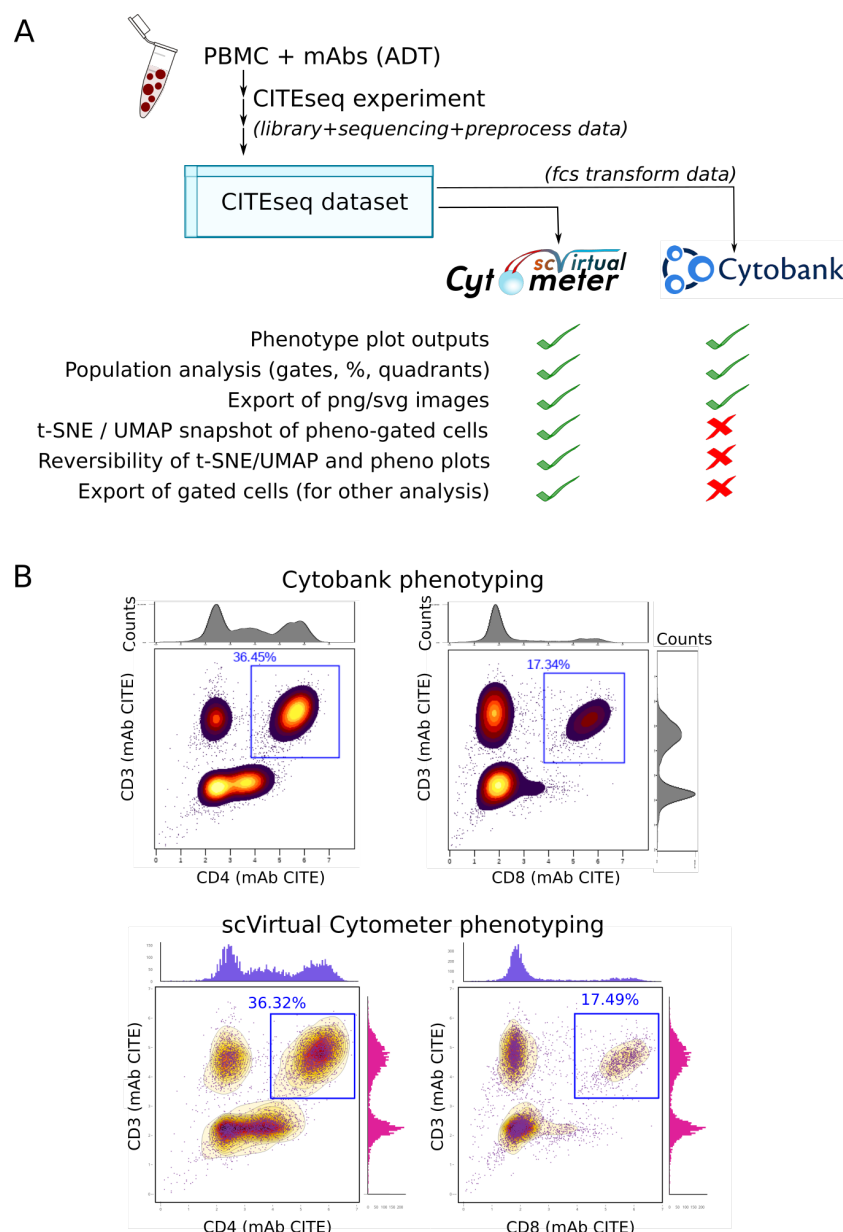 A
PBMC + mAbs (ADT)
CITEseq experiment
(library+sequencing+preprocess data)
(fcs transform data)
CITEseq dataset
scVirtual
Cytometer
Cytobank
Phenotype plot outputs
Population analysis (gates, %, quadrants)
Export of png/svg images
t-SNE / UMAP snapshot of pheno-gated cells
Reversibility of t-SNE/UMAP and pheno plots
Export of gated cells (for other analysis)
B
Cytobank phenotyping
Counts
Counts
Counts
36.45%
17.34%
CD3 (mAb CITE)
CD3 (mAb CITE)
0 1 2 3 4 5 6 7
0 1 2 3 4 5 6 7
CD4 (mAb CITE)
CD8 (mAb CITE)
scVirtual Cytometer phenotyping
36.32%
17.49%
CD3 (mAb CITE)
CD3 (mAb CITE)
CD4 (mAb CITE)
CD8 (mAb CITE)